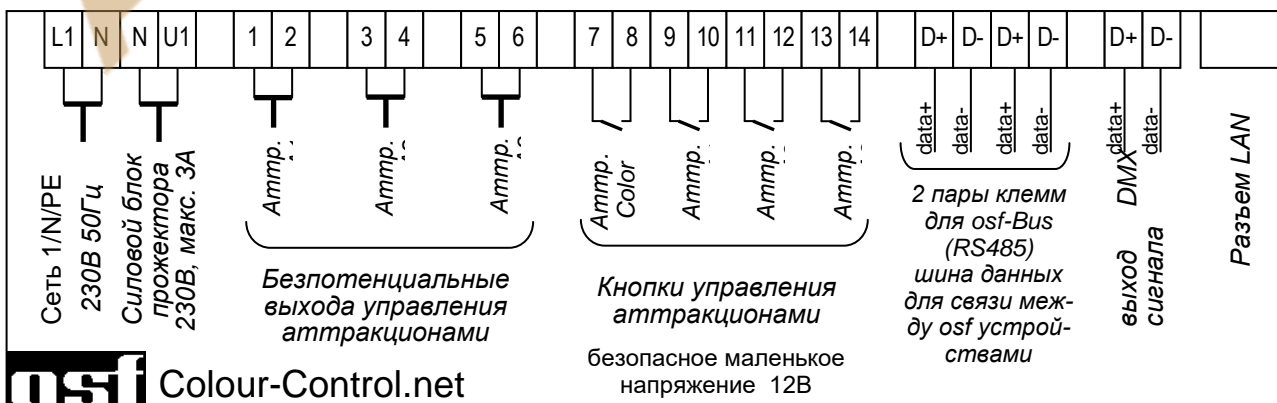 L1 N N U1 1 2 3 4 5 6 7 8 9 10 11 12 13 14 D+ D- D+ D- D+ D-
Сеть 1/N/PE
230В 50Гц
Силовой блок
прожектора
230В, макс. 3А
Аттр.
Аттр.
Аттр.
Безпотенциальные
выхода управления
аттракционами
Аттр.
Color
Аттр.
Аттр.
Аттр.
Кнопки управления
аттракционами
безопасное маленькое
напряжение 12В
data+
data-
data+
data-
2 пары клемм
для osf-Bus
(RS485)
шина данных
для связи меж-
ду osf устрой-
ствами
data+
data-
выход DMX
сигнала
Разъем LAN
osf Colour-Control.net